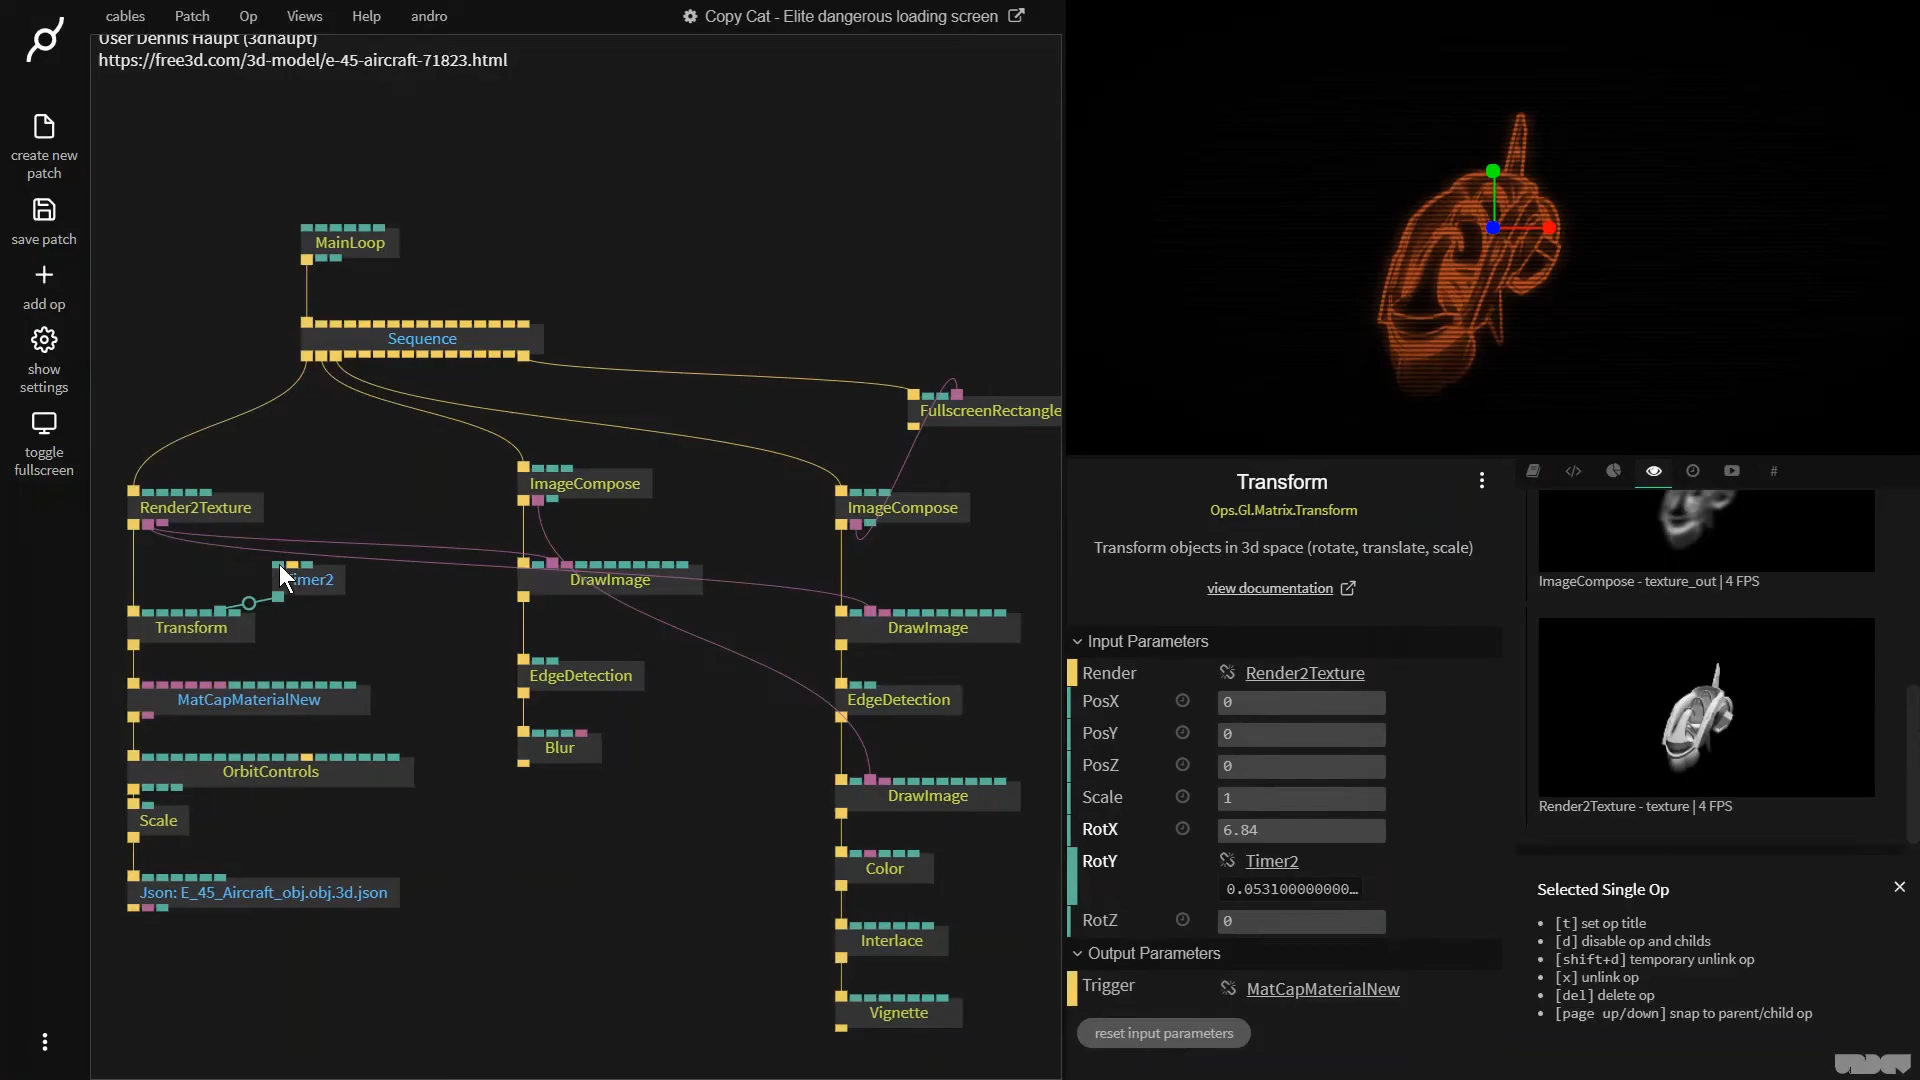 cables Patch Op Views Help andro
Copy Cat - Elite dangerous loading screen
User Dennis Haupt (3dhaupt)
https://free3d.com/3d-model/e-45-aircraft-71823.html
create new
patch
save patch
add op
show
settings
toggle
fullscreen
MainLoop
Sequence
FullscreenRectangle
Render2Texture
ImageCompose
ImageCompose
imer2
DrawImage
Transform
DrawImage
EdgeDetection
MatCapMaterialNew
EdgeDetection
Blur
OrbitControls
DrawImage
Scale
Color
Json: E_45_Aircraft_obj.obj.3d.json
Interlace
Vignette
Transform
Ops.Gl.Matrix.Transform
Transform objects in 3d space (rotate, translate, scale)
view documentation
Input Parameters
Render Render2Texture
PosX 0
PosY 0
PosZ 0
Scale 1
RotX 6.84
RotY Timer2
0.053100000000…
RotZ 0
Output Parameters
Trigger MatCapMaterialNew
reset input parameters
#
ImageCompose - texture_out | 4 FPS
Render2Texture - texture | 4 FPS
Selected Single Op
[t] set op title
[d] disable op and childs
[shift+d] temporary unlink op
[x] unlink op
[del] delete op
[page up/down] snap to parent/child op